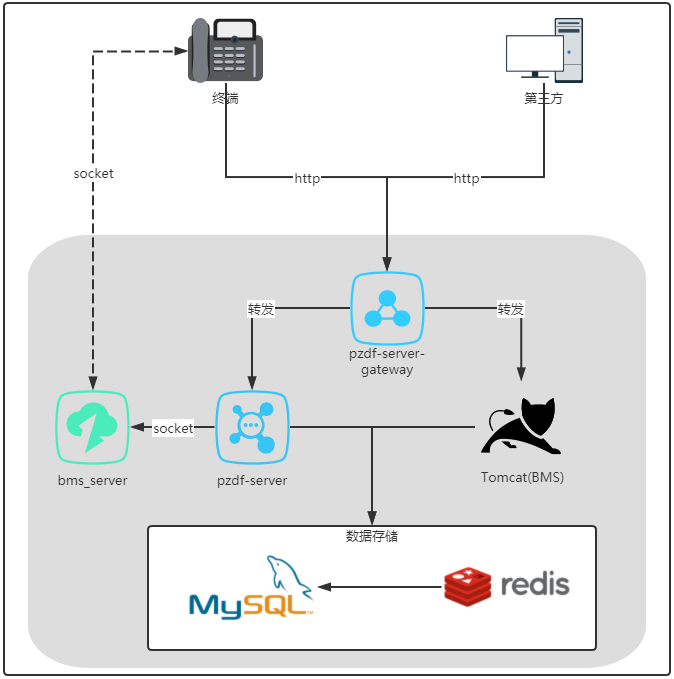 终端
第三方
socket
http
http
转发
转发
pzdf-server-
gateway
socket
bms_server
pzdf-server
Tomcat(BMS)
数据存储
MySQL™
redis